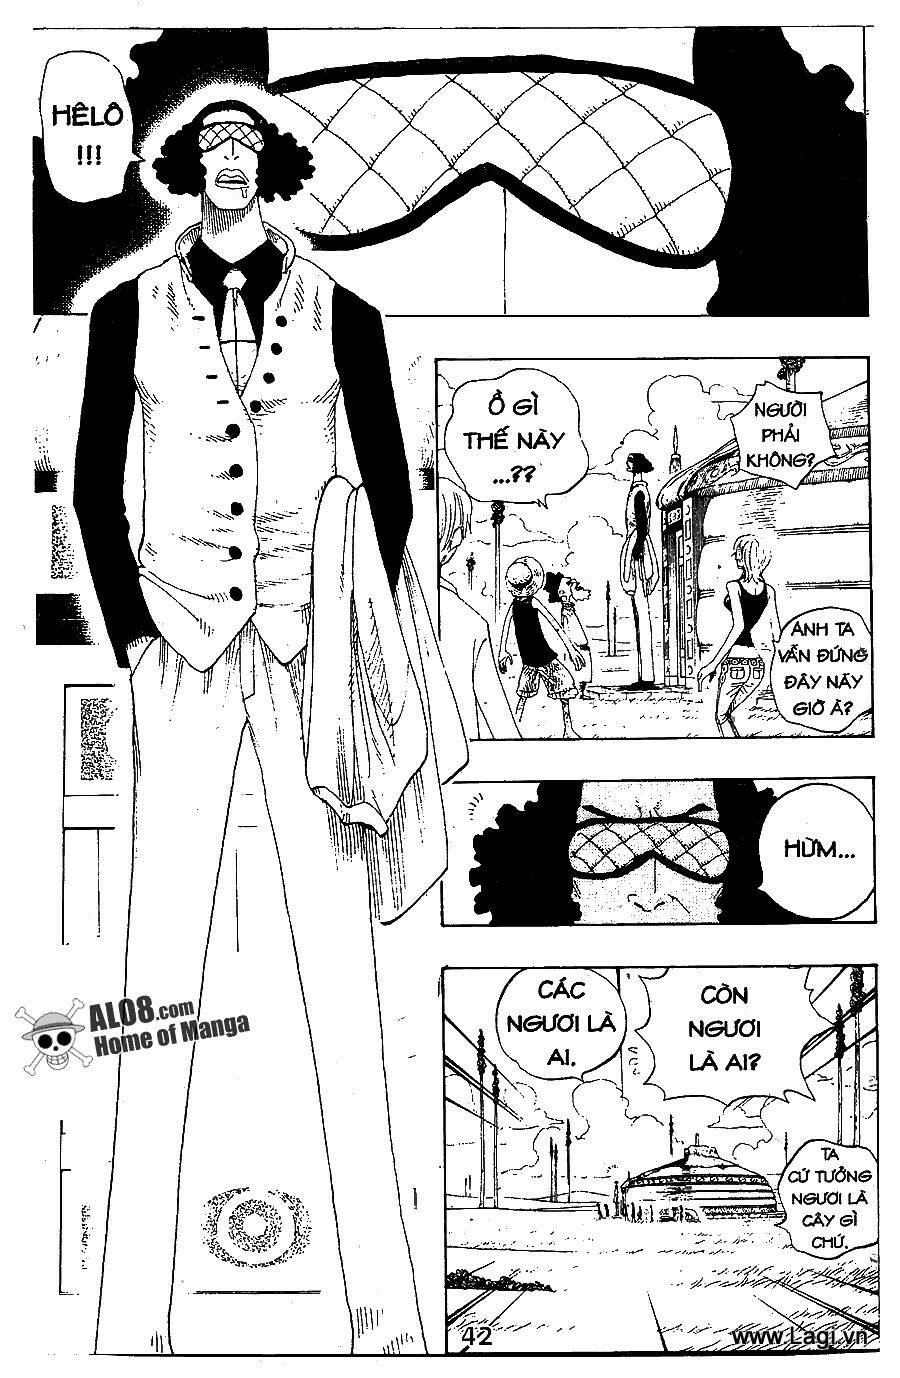 HÊLÔ
!!!
Ồ GÌ
THẾ NÀY
...??
NGƯỜI
PHẢI
KHÔNG?
ANH TA
VẪN ĐỨNG
ĐÂY NÃY
GIỜ À?
HỪM...
CÁC
NGƯƠI LÀ
AI.
CÒN
NGƯƠI
LÀ AI?
TA
CỨ TƯỞNG
NGƯƠI LÀ
CÂY GÌ
CHỨ.
AL08.com
Home of Manga
42
www.Lagi.vn